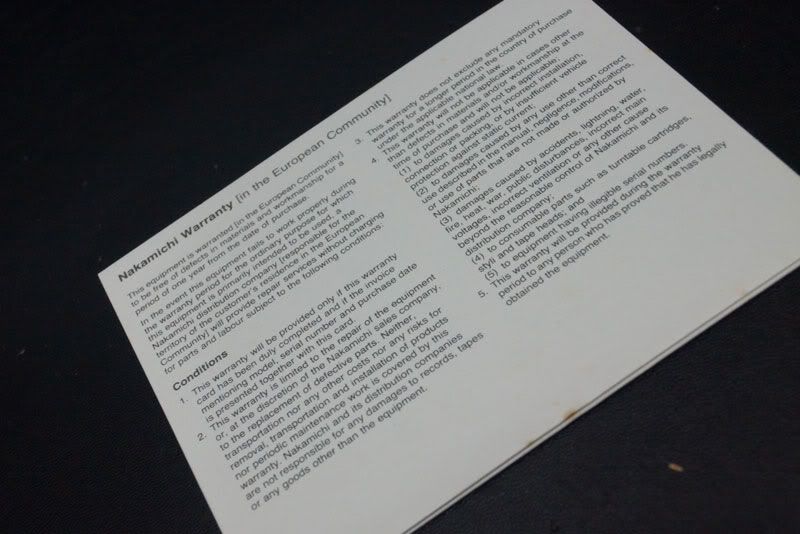 Nakamichi Warranty [in the European Community]
This equipment is warranted [in the European Community]
to be free of defects in materials and workmanship for a
period of one year from the date of purchase.
In the event this equipment fails to work properly during
the warranty period for the ordinary purpose for which
this equipment is primarily intended to be used, a
Nakamichi distribution company [responsible for the
territory of the customer's residence in the European
Community] will provide repair services without charging
for parts and labour subject to the following conditions:
Conditions
1. This warranty will be provided only if this warranty
card has been duly completed and if the invoice
mentioning model, serial number and purchase date
is presented together with this card.
2. This warranty is limited to the repair of the equipment
or, at the discretion of the Nakamichi sales company,
to the replacement of defective parts. Neither,
transportation nor any other costs nor any risks for
removal, transportation and installation of products
nor periodic maintenance work is covered by this
warranty. Nakamichi and its distribution companies
are not responsible for any damages to records, tapes
or any goods other than the equipment.
3. This warranty does not exclude any mandatory
warranty for a longer period in the country of purchase
under the applicable national law.
4. This warranty will not be applicable in cases other
than defects in materials and/or workmanship at the
time of purchase and will not be applicable:
(1) to damages caused by incorrect installation,
connection or packing, or by insufficient vehicle
protection against static current;
(2) to damages caused by any use other than correct
use described in the manual, negligence, modifications,
or use of parts that are not made or authorized by
Nakamichi;
(3) damages caused by accidents, lightning, water,
fire, heat, war, public disturbances, incorrect main
voltages, incorrect ventilation or any other cause
beyond the reasonable control of Nakamichi and its
distribution company;
(4) to consumable parts such as turntable cartridges,
styli and tape heads; and
(5) to equipment having illegible serial numbers.
5. This warranty will be provided during the warranty
period to any person who has proved that he has legally
obtained the equipment.